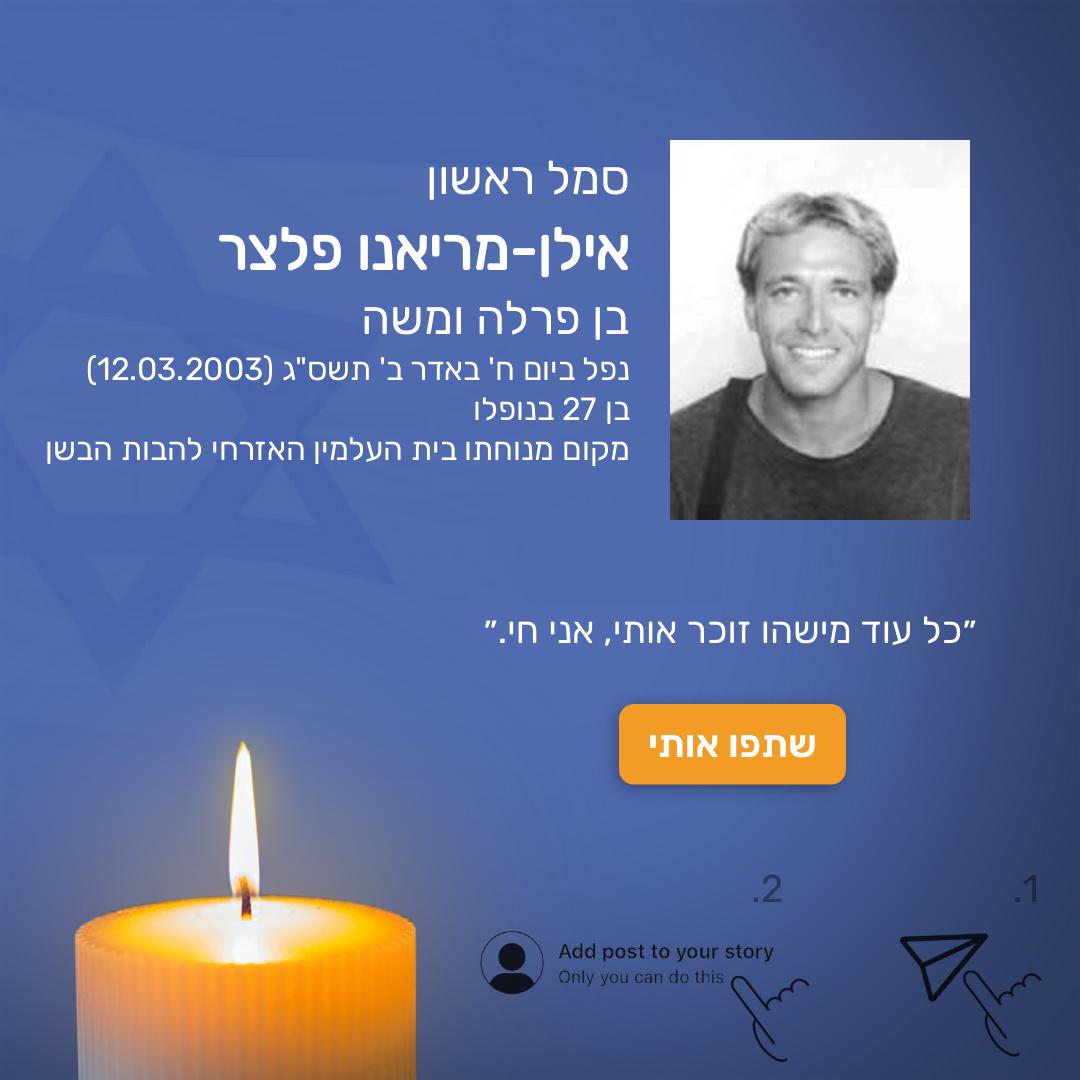 סמל ראשון
אילן-מריאנו פלצר
בן פרלה ומשה
נפל ביום ח' באדר ב' תשס"ג (12.03.2003)
בן 27 בנופלו
מקום מנוחתו בית העלמין האזרחי להבות הבשן
״כל עוד מישהו זוכר אותי, אני חי.״
שתפו אותי
1.
2.
Add post to your story
Only you can do this